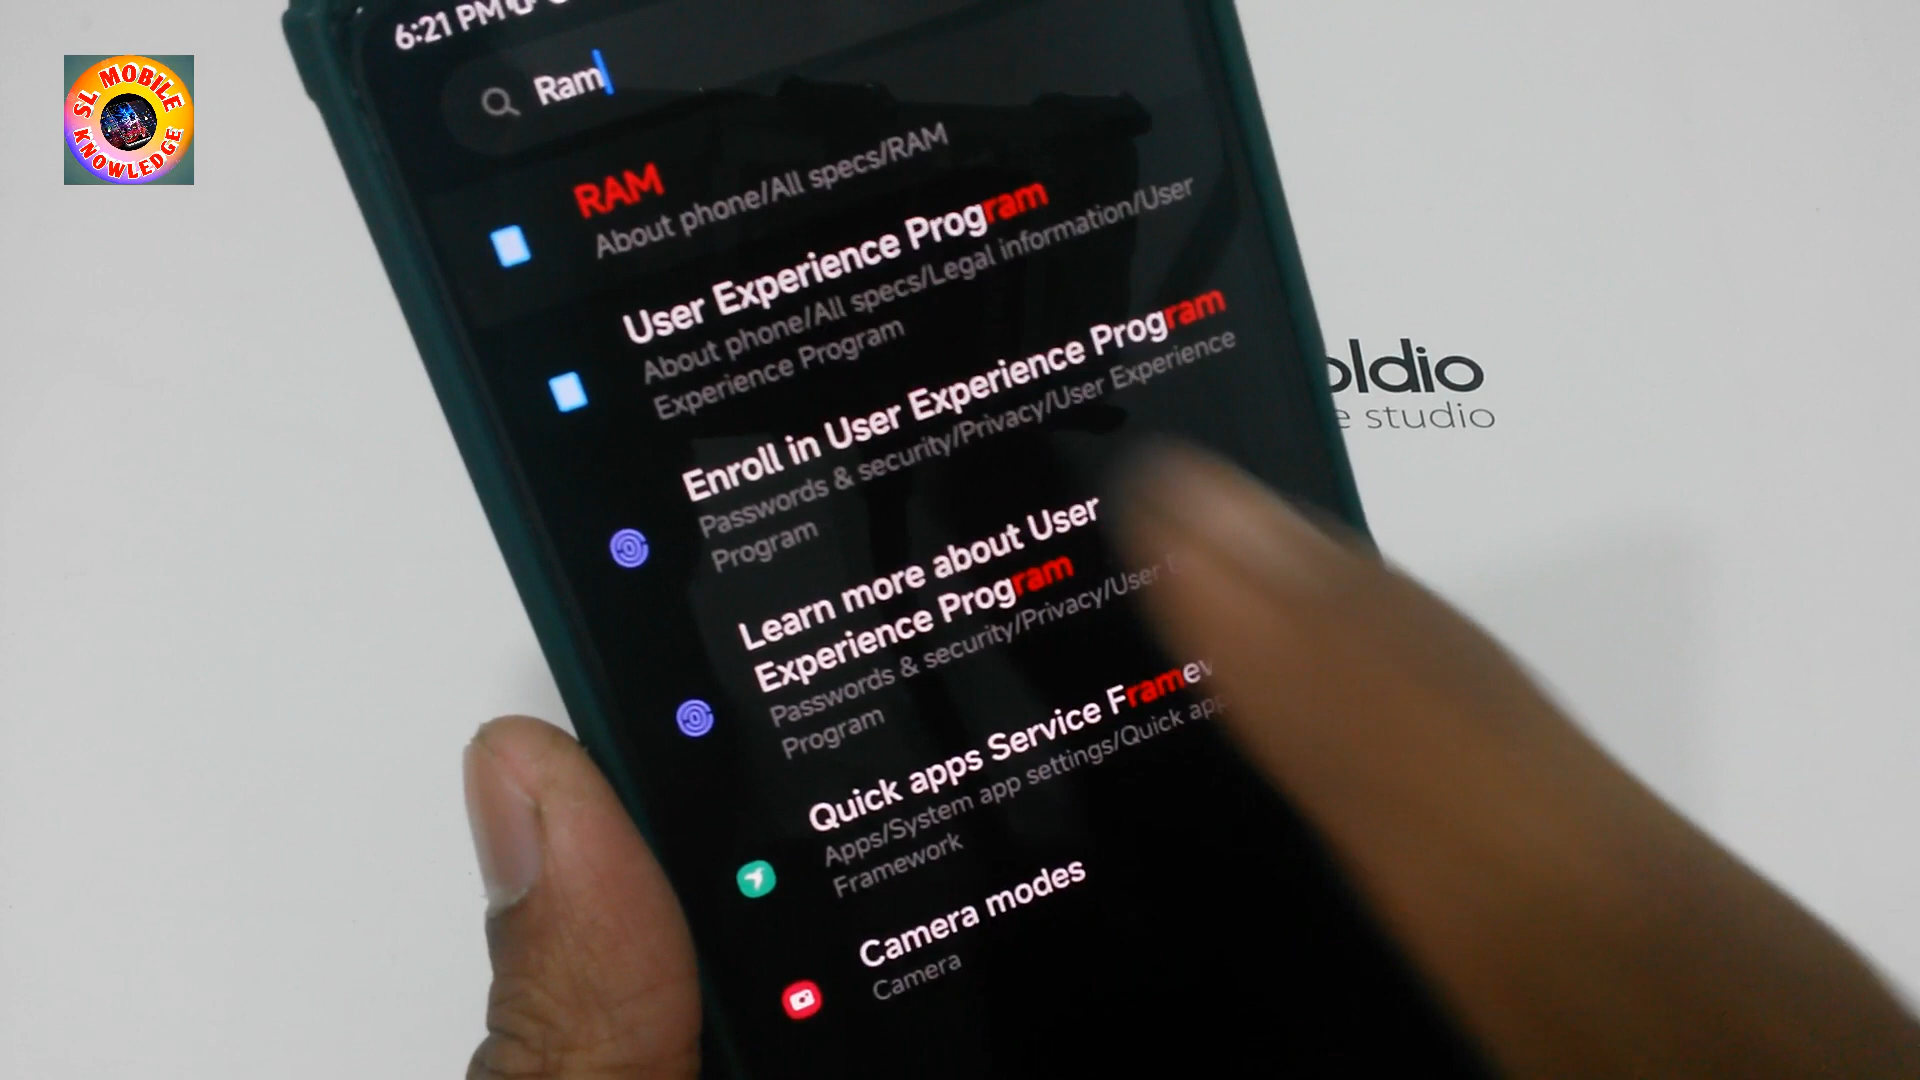 SL MOBILE
KNOWLEDGE
6:21 PM
Ram
RAM
About phone/All specs/RAM
User Experience Program
About phone/All specs/Legal information/User
Experience Program
Enroll in User Experience Program
Passwords & security/Privacy/User Experience
Program
Learn more about User
Experience Program
Passwords & security/Privacy/User E
Program
Quick apps Service Framew
Apps/System app settings/Quick app
Framework
Camera modes
Camera
oldio
e studio